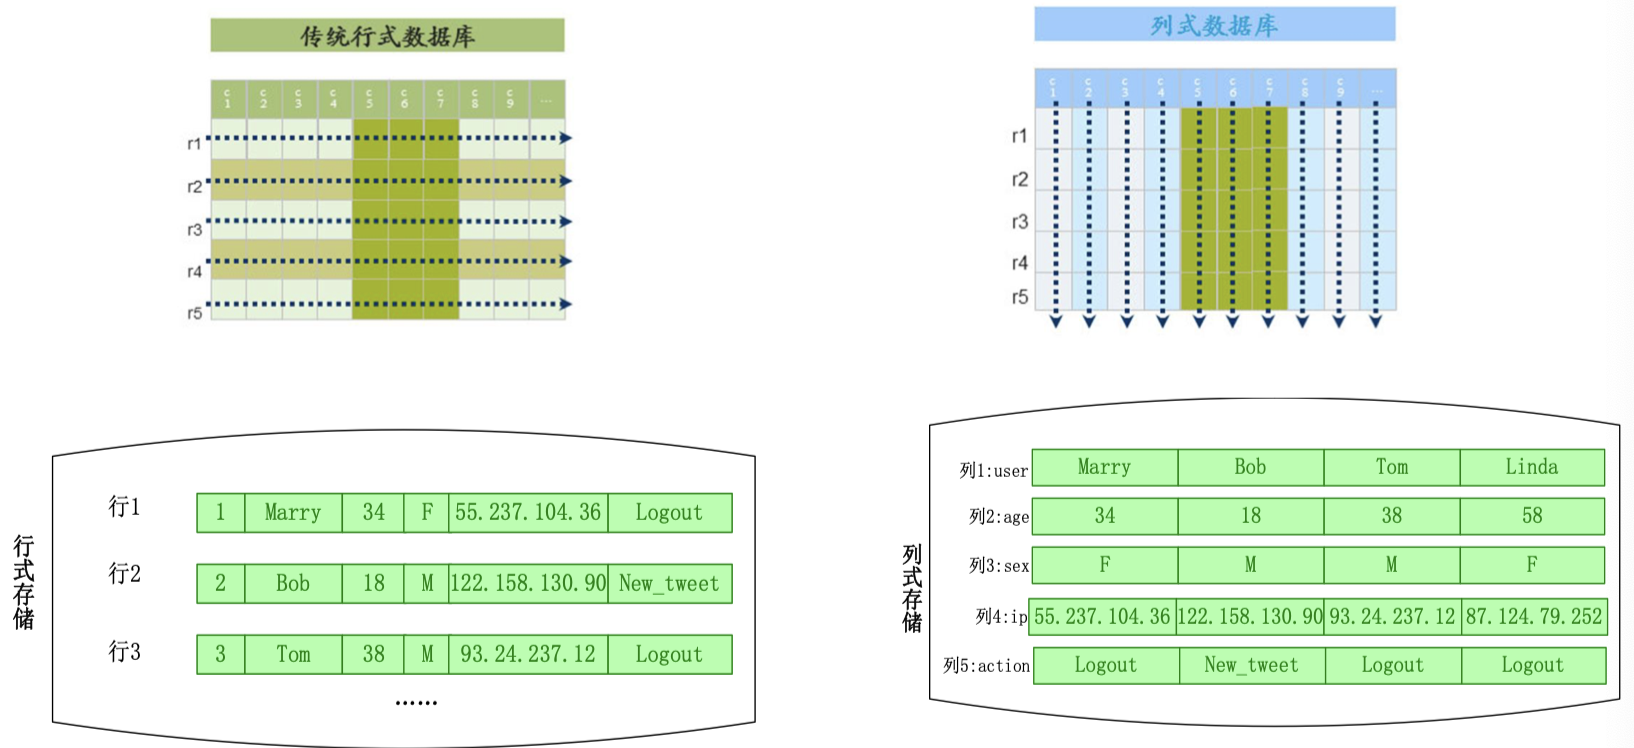 传统行式数据库
c1 c2 c3 c4 c5 c6 c7 c8 c9 ...
r1
r2
r3
r4
r5
列式数据库
c1 c2 c3 c4 c5 c6 c7 c8 c9 ...
r1
r2
r3
r4
r5
行式存储
行1 1 Marry 34 F 55.237.104.36 Logout
行2 2 Bob 18 M 122.158.130.90 New_tweet
行3 3 Tom 38 M 93.24.237.12 Logout
......
列式存储
列1:user Marry Bob Tom Linda
列2:age 34 18 38 58
列3:sex F M M F
列4:ip 55.237.104.36 122.158.130.90 93.24.237.12 87.124.79.252
列5:action Logout New_tweet Logout Logout